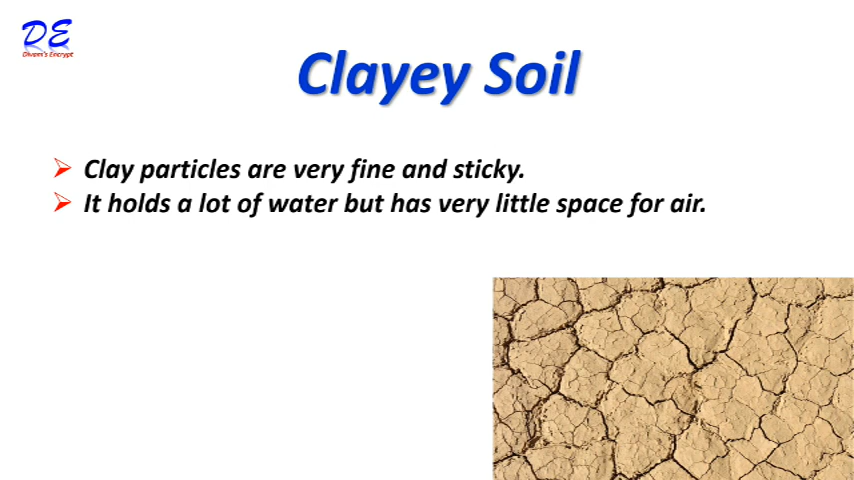 DE
Divam's Encrypt
Clayey Soil
Clay particles are very fine and sticky.
It holds a lot of water but has very little space for air.